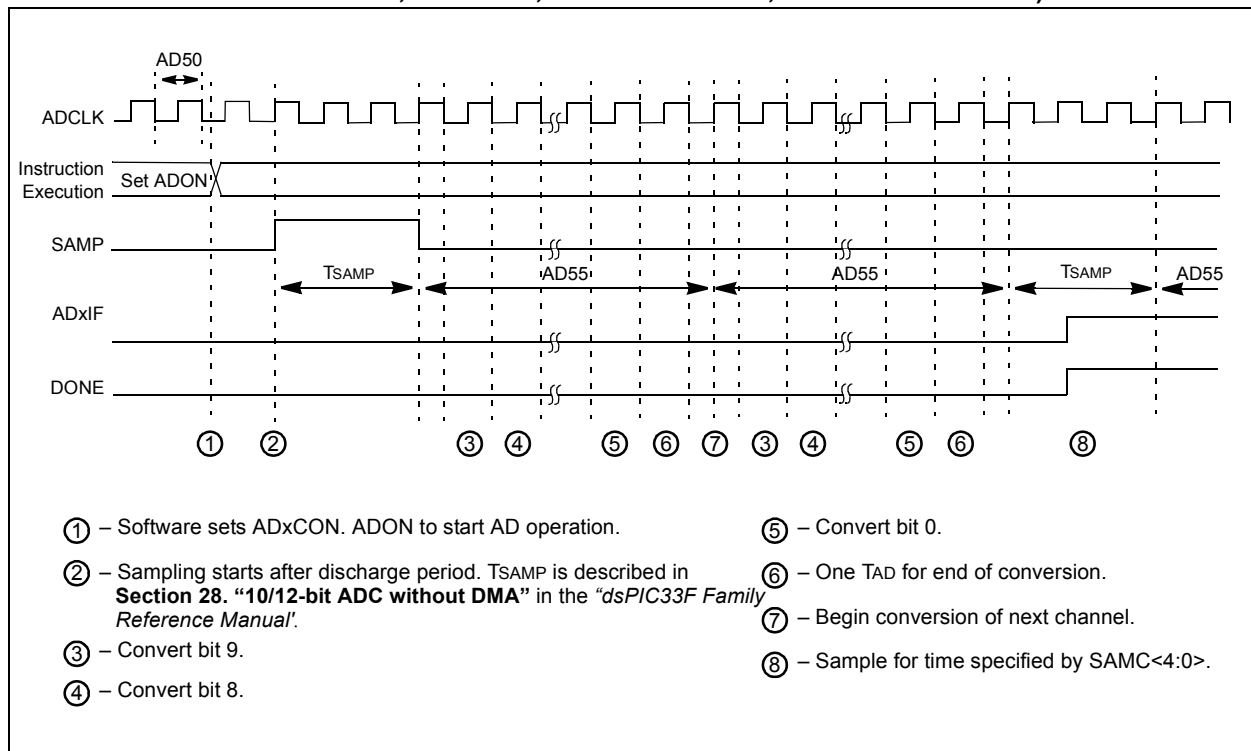 AD50
ADCLK
Instruction
Execution
Set ADON
SAMP
TSAMP
AD55
AD55
TSAMP
AD55
ADxIF
DONE
1 2 3 4 5 6 7 3 4 5 6 8
1 – Software sets ADxCON. ADON to start AD operation.
2 – Sampling starts after discharge period. TSAMP is described in
Section 28. “10/12-bit ADC without DMA” in the “dsPIC33F Family
Reference Manual'.
3 – Convert bit 9.
4 – Convert bit 8.
5 – Convert bit 0.
6 – One TAD for end of conversion.
7 – Begin conversion of next channel.
8 – Sample for time specified by SAMC<4:0>.